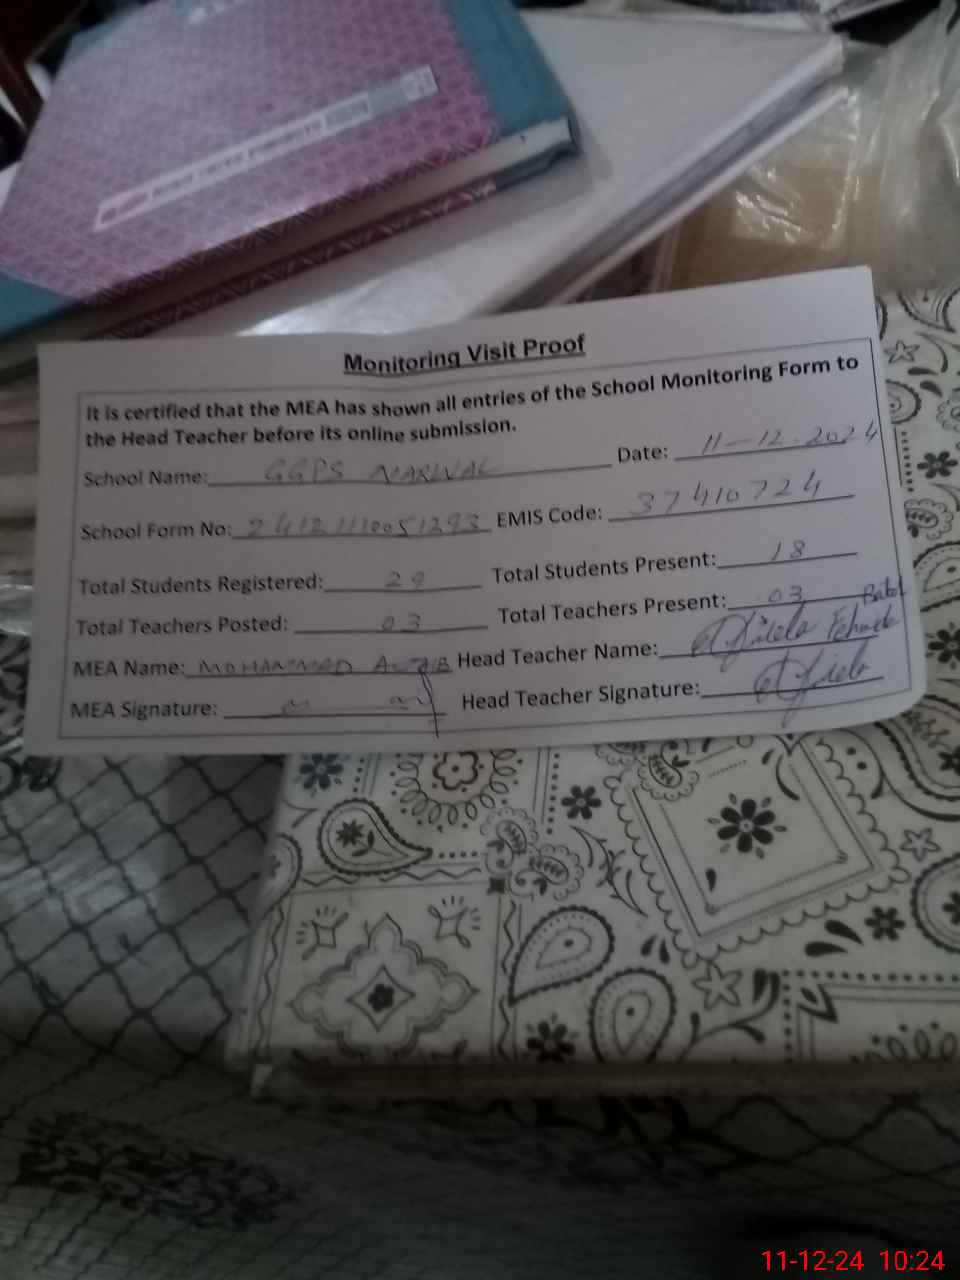 Monitoring Visit Proof
It is certified that the MEA has shown all entries of the School Monitoring Form to
the Head Teacher before its online submission.
School Name: GGPS NARWAL Date: 11-12-2024
School Form No: 24121110051293 EMIS Code: 37410724
Total Students Registered: 29 Total Students Present: 18
Total Teachers Posted: 03 Total Teachers Present: 03
MEA Name: MOHAMMAD Head Teacher Name:
MEA Signature: Head Teacher Signature:
11-12-24 10:24